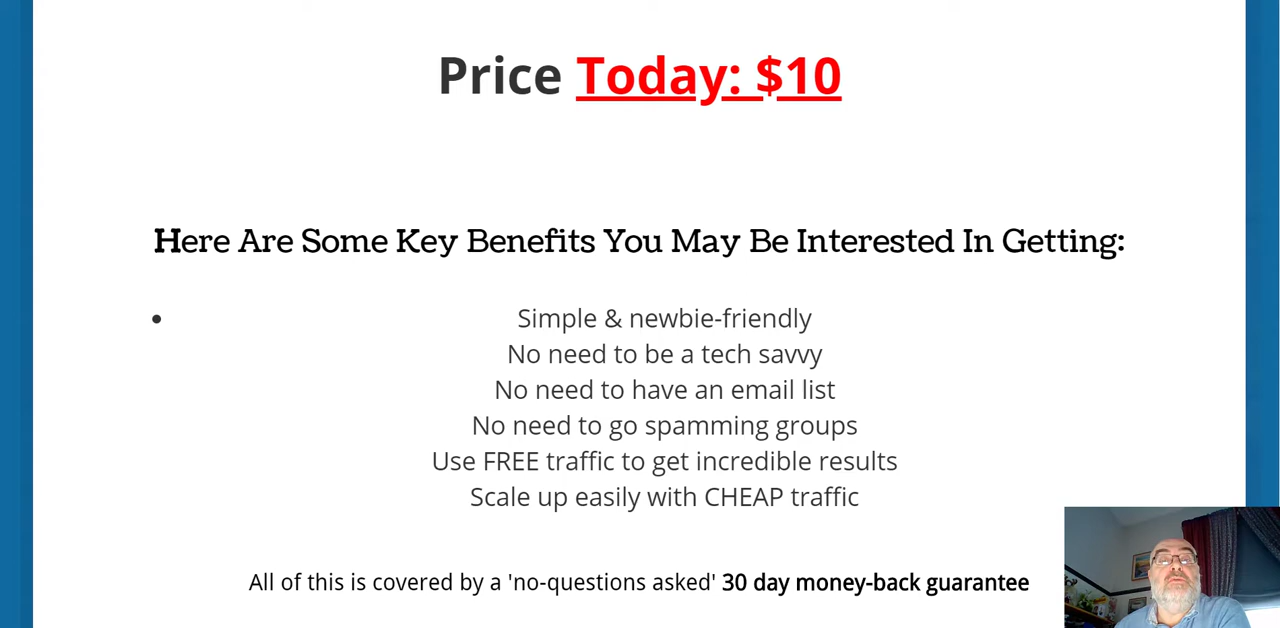 Price Today: $10
Here Are Some Key Benefits You May Be Interested In Getting:
Simple & newbie-friendly
No need to be a tech savvy
No need to have an email list
No need to go spamming groups
Use FREE traffic to get incredible results
Scale up easily with CHEAP traffic
All of this is covered by a 'no-questions asked' 30 day money-back guarantee